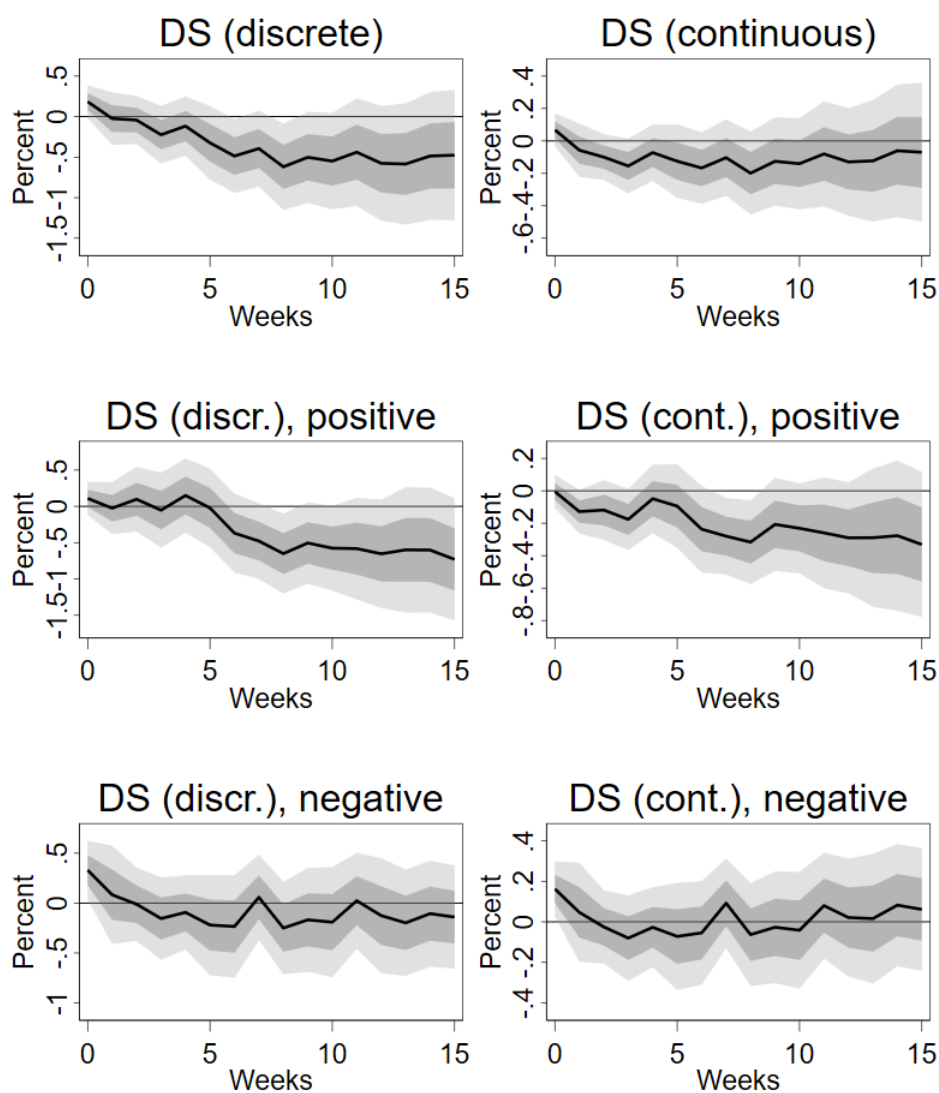 DS (discrete)
Percent
.5
0
-.5
-1
-1.5
0 5 10 15
Weeks
DS (continuous)
Percent
.4
.2
0
-.2
-.4
-.6
0 5 10 15
Weeks
DS (discr.), positive
Percent
.5
0
-.5
-1
-1.5
0 5 10 15
Weeks
DS (cont.), positive
Percent
.2
0
-.2
-.4
-.6
-.8
0 5 10 15
Weeks
DS (discr.), negative
Percent
.5
0
-.5
-1
0 5 10 15
Weeks
DS (cont.), negative
Percent
.4
.2
0
-.2
-.4
0 5 10 15
Weeks